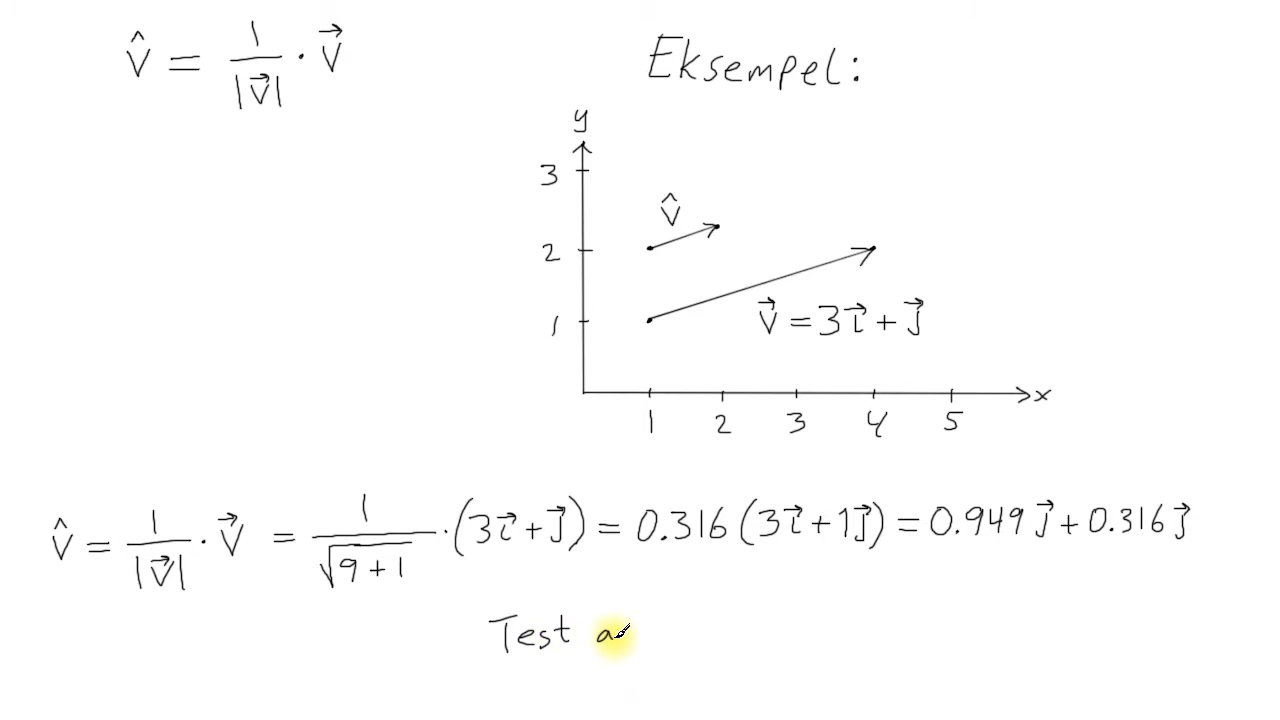 v̂ = 1/|v⃗| · v⃗
Eksempel:
y
3
2
1
v̂
v⃗ = 3i⃗ + j⃗
x
1 2 3 4 5
v̂ = 1/|v⃗| · v⃗ = 1/√(9+1) · (3i⃗ + j⃗) = 0.316 (3i⃗ + 1j⃗) = 0.949 j⃗ + 0.316 j⃗
Test a